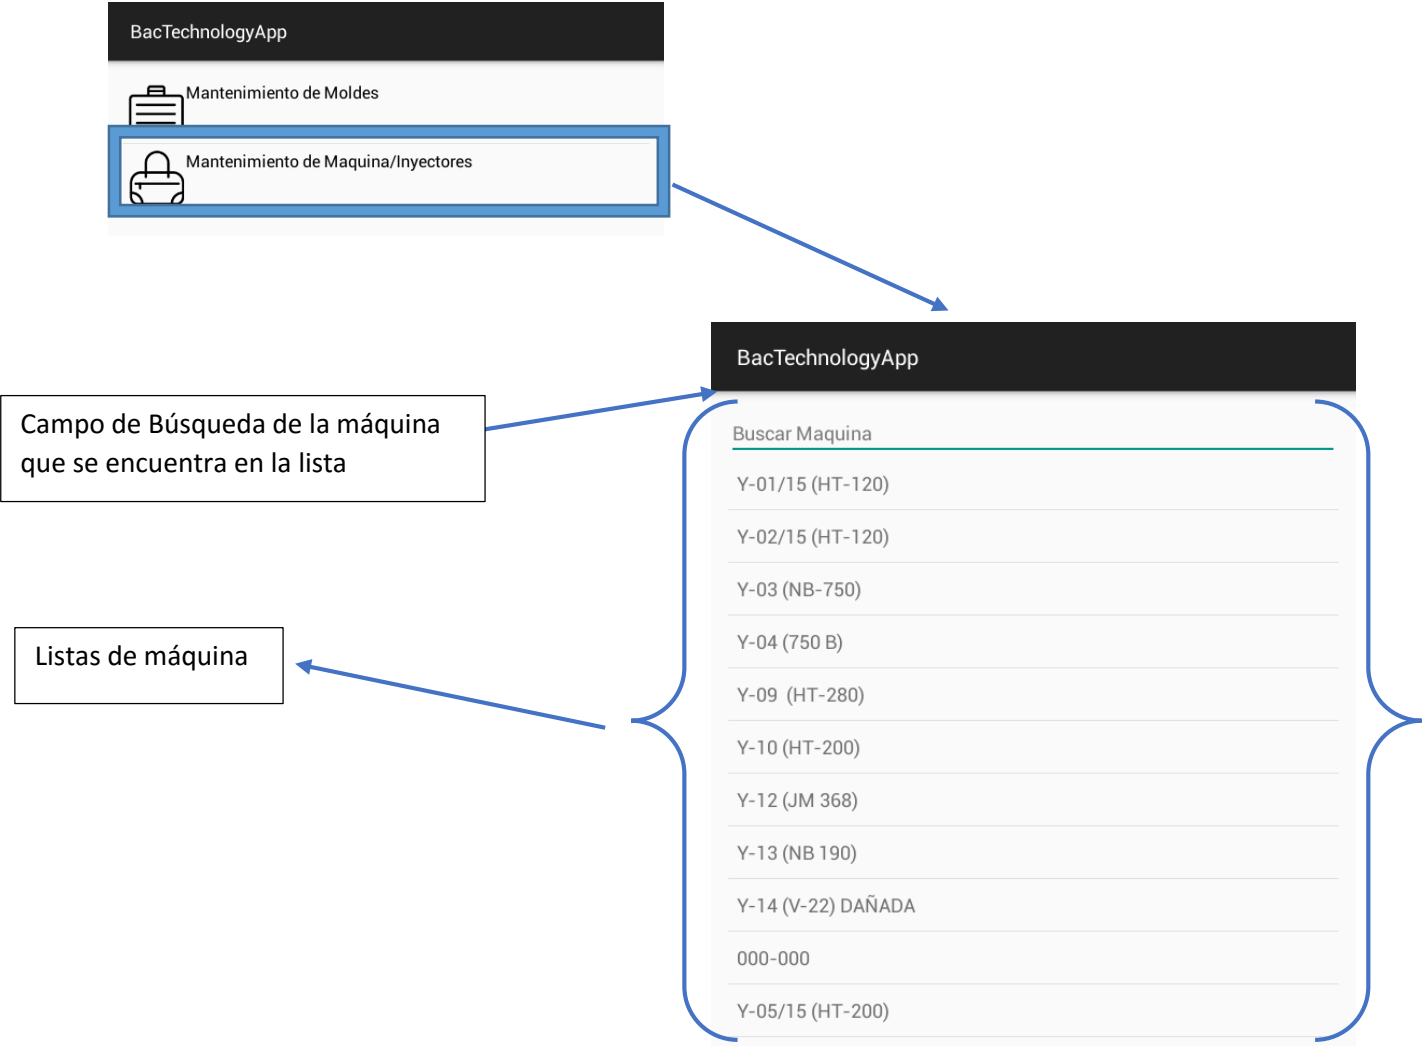 BacTechnologyApp
Mantenimiento de Moldes
Mantenimiento de Maquina/Inyectores
BacTechnologyApp
Campo de Búsqueda de la máquina
que se encuentra en la lista
Buscar Maquina
Y-01/15 (HT-120)
Y-02/15 (HT-120)
Y-03 (NB-750)
Y-04 (750 B)
Listas de máquina
Y-09  (HT-280)
Y-10 (HT-200)
Y-12 (JM 368)
Y-13 (NB 190)
Y-14 (V-22) DAÑADA
000-000
Y-05/15 (HT-200)